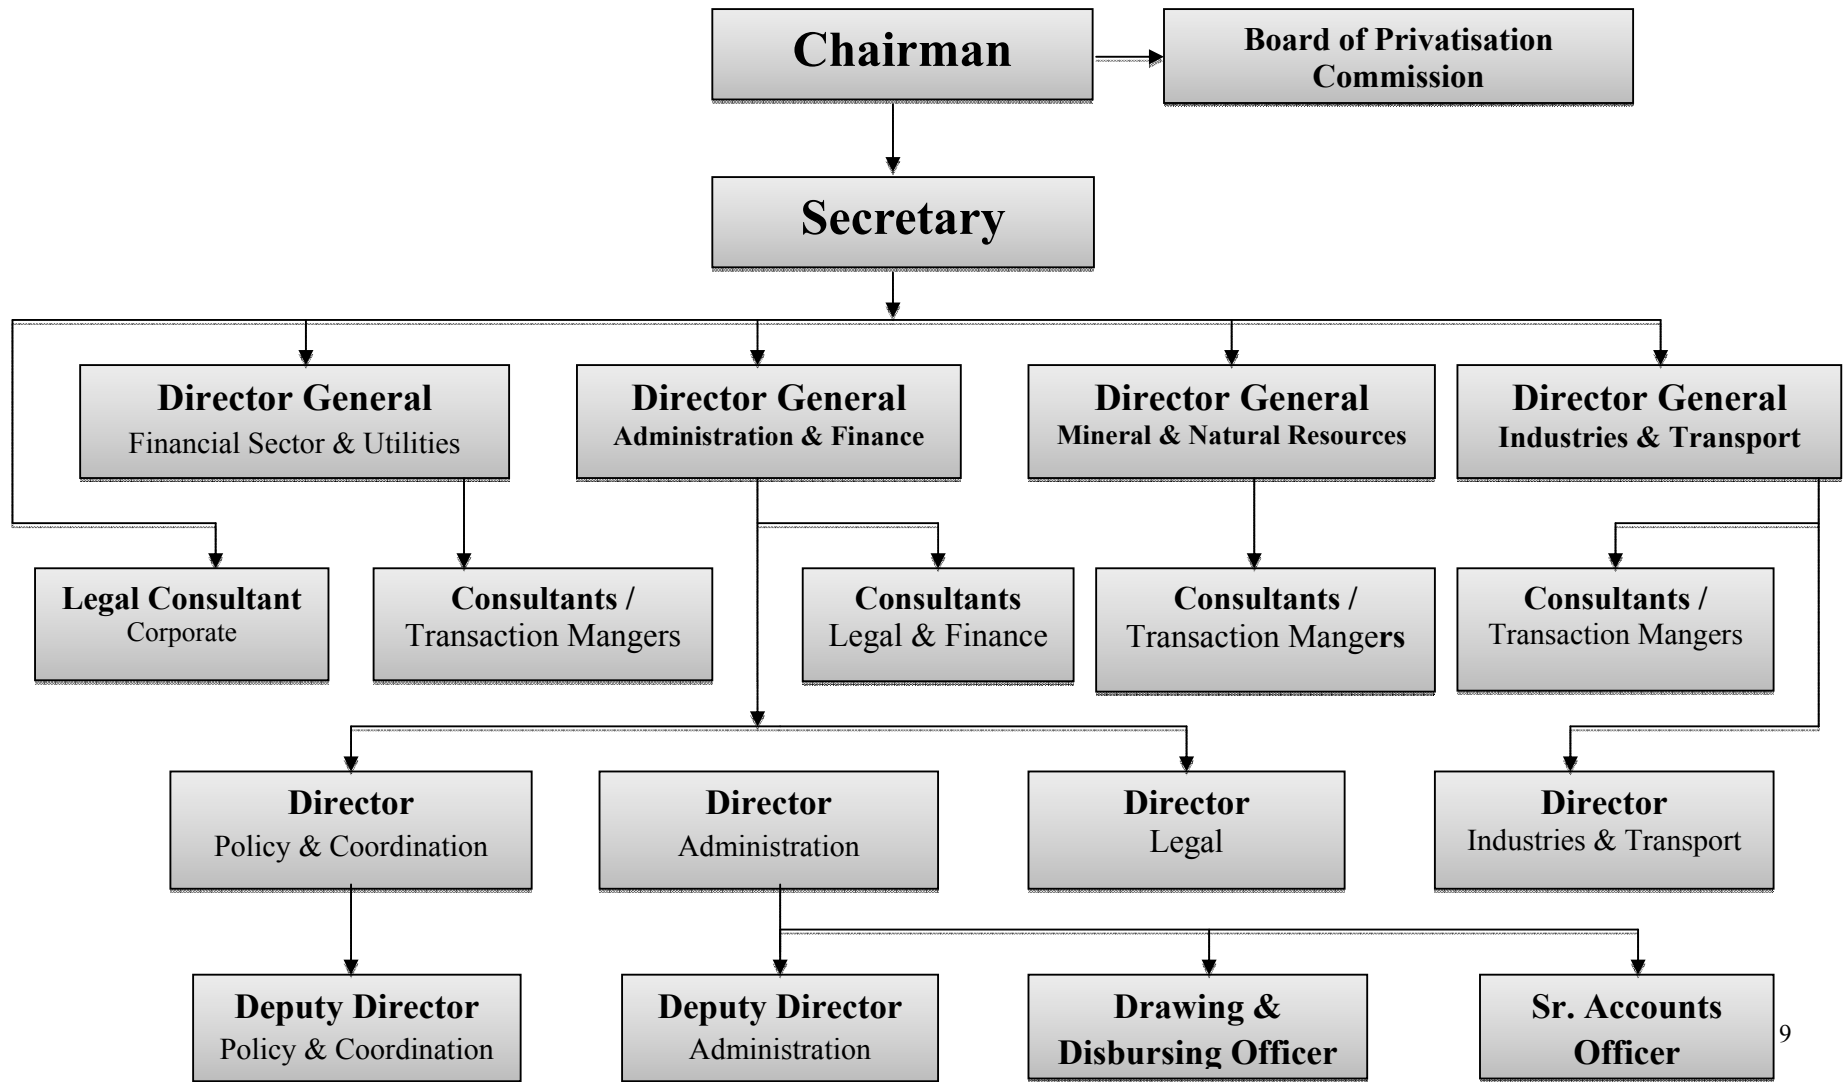 Chairman
Board of Privatisation
Commission
Secretary
Director General
Financial Sector & Utilities
Director General
Administration & Finance
Director General
Mineral & Natural Resources
Director General
Industries & Transport
Legal Consultant
Corporate
Consultants /
Transaction Mangers
Consultants
Legal & Finance
Consultants /
Transaction Mangers
Consultants /
Transaction Mangers
Director
Policy & Coordination
Director
Administration
Director
Legal
Director
Industries & Transport
Deputy Director
Policy & Coordination
Deputy Director
Administration
Drawing &
Disbursing Officer
Sr. Accounts
Officer
9